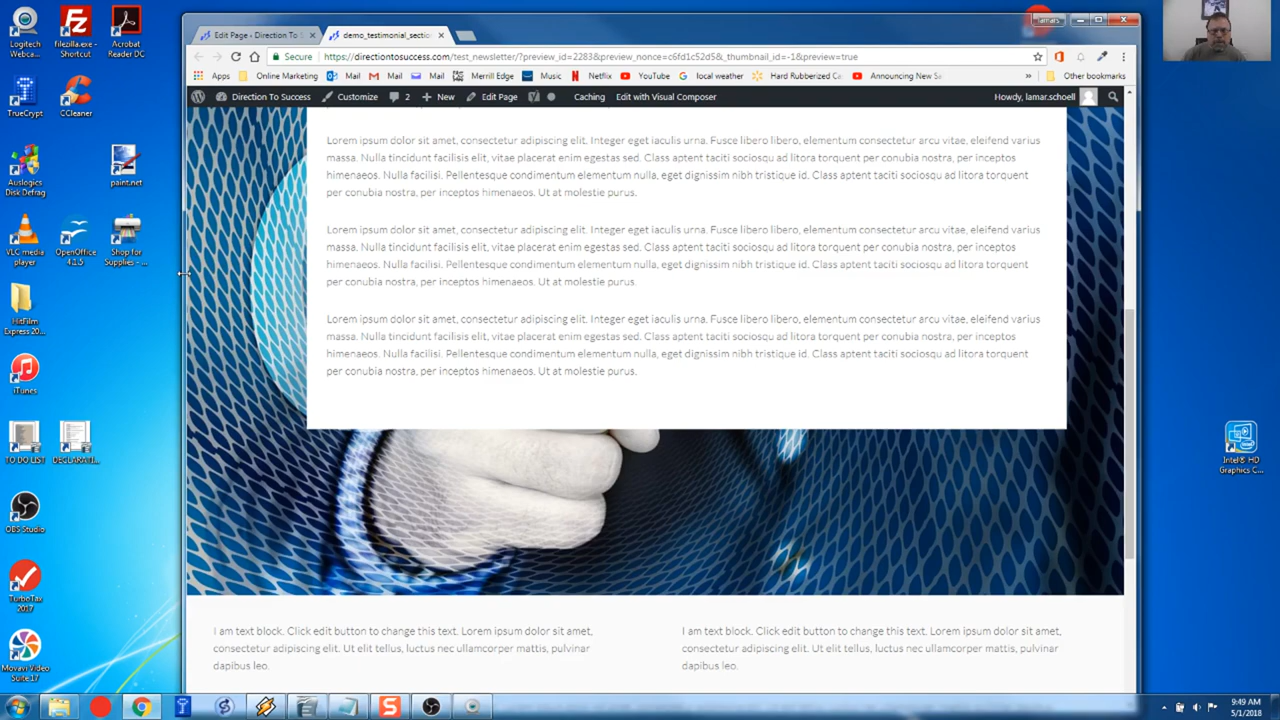 Logitech
Webca...
filezilla.exe -
Shortcut
Acrobat
Reader DC
TrueCrypt
CCleaner
Auslogics
Disk Defrag
paint.net
VLC media
player
OpenOffice
4.1.5
Shop for
Supplies - ...
HitFilm
Express 20...
iTunes
TO DO LIST
DECLARATI...
OBS Studio
TurboTax
2017
Movavi Video
Suite 17
Intel® HD
Graphics C...
Edit Page ‹ Direction To S
demo_testimonial_section
lamars
Secure
https://directiontosuccess.com/test_newsletter/?preview_id=2283&preview_nonce=c6fd1c52d5&_thumbnail_id=-1&preview=true
Apps
Online Marketing
Mail
Mail
Mail
Merrill Edge
Music
Netflix
YouTube
local weather
Hard Rubberized Ca
Announcing New Se
»
Other bookmarks
Direction To Success
Customize
2
New
Edit Page
Caching
Edit with Visual Composer
Howdy, lamar.schoell
Lorem ipsum dolor sit amet, consectetur adipiscing elit. Integer eget iaculis urna. Fusce libero libero, elementum consectetur arcu vitae, eleifend varius
massa. Nulla tincidunt facilisis elit, vitae placerat enim egestas sed. Class aptent taciti sociosqu ad litora torquent per conubia nostra, per inceptos
himenaeos. Nulla facilisi. Pellentesque condimentum elementum nulla, eget dignissim nibh tristique id. Class aptent taciti sociosqu ad litora torquent
per conubia nostra, per inceptos himenaeos. Ut at molestie purus.
Lorem ipsum dolor sit amet, consectetur adipiscing elit. Integer eget iaculis urna. Fusce libero libero, elementum consectetur arcu vitae, eleifend varius
massa. Nulla tincidunt facilisis elit, vitae placerat enim egestas sed. Class aptent taciti sociosqu ad litora torquent per conubia nostra, per inceptos
himenaeos. Nulla facilisi. Pellentesque condimentum elementum nulla, eget dignissim nibh tristique id. Class aptent taciti sociosqu ad litora torquent
per conubia nostra, per inceptos himenaeos. Ut at molestie purus.
Lorem ipsum dolor sit amet, consectetur adipiscing elit. Integer eget iaculis urna. Fusce libero libero, elementum consectetur arcu vitae, eleifend varius
massa. Nulla tincidunt facilisis elit, vitae placerat enim egestas sed. Class aptent taciti sociosqu ad litora torquent per conubia nostra, per inceptos
himenaeos. Nulla facilisi. Pellentesque condimentum elementum nulla, eget dignissim nibh tristique id. Class aptent taciti sociosqu ad litora torquent
per conubia nostra, per inceptos himenaeos. Ut at molestie purus.
I am text block. Click edit button to change this text. Lorem ipsum dolor sit amet,
consectetur adipiscing elit. Ut elit tellus, luctus nec ullamcorper mattis, pulvinar
dapibus leo.
I am text block. Click edit button to change this text. Lorem ipsum dolor sit amet,
consectetur adipiscing elit. Ut elit tellus, luctus nec ullamcorper mattis, pulvinar
dapibus leo.
9:49 AM
5/1/2018